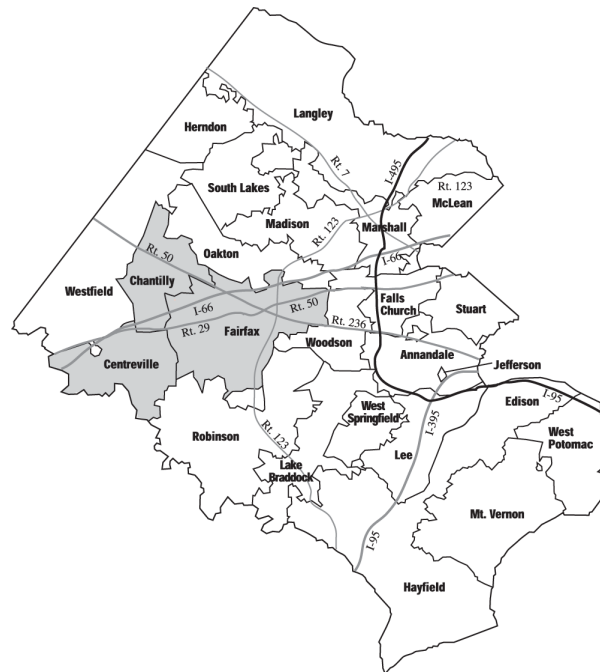 Langley
Herndon
Rt. 7
I-495
South Lakes
Rt. 123
McLean
Madison
Rt. 123
Marshall
Rt. 50
Oakton
I-66
Chantilly
Westfield
I-66
Rt. 50
Falls
Church
Stuart
Rt. 29
Fairfax
Rt. 236
Woodson
Annandale
Centreville
Jefferson
Edison
I-95
West
Springfield
I-395
Robinson
Rt. 123
West
Potomac
Lee
Lake
Braddock
Mt. Vernon
I-95
Hayfield